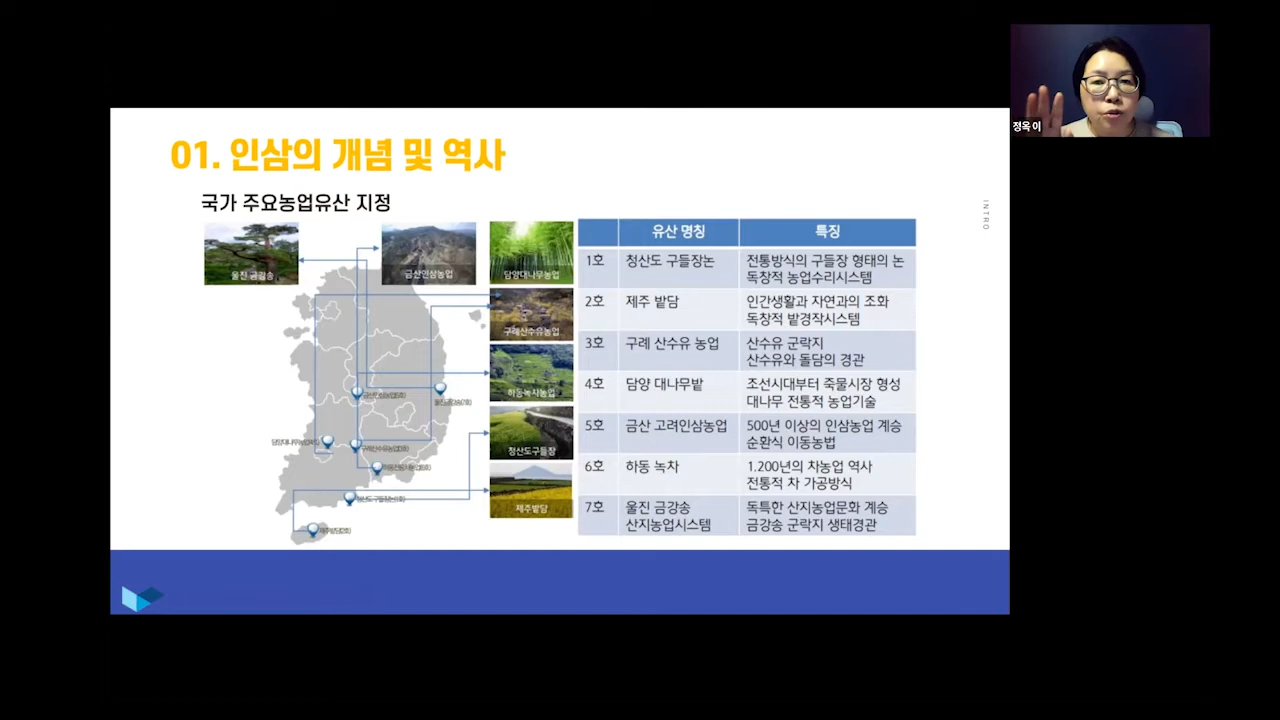 정옥 이
01. 인삼의 개념 및 역사
국가 주요농업유산 지정
INTRO
울진 금강송
금산인삼농업
담양대나무농업
구례산수유농업
하동녹차농업
청산도구들장
제주밭담
유산 명칭 특징
1호 청산도 구들장논 전통방식의 구들장 형태의 논
독창적 농업수리시스템
2호 제주 밭담 인간생활과 자연과의 조화
독창적 밭경작시스템
3호 구례 산수유 농업 산수유 군락지
산수유와 돌담의 경관
4호 담양 대나무밭 조선시대부터 죽물시장 형성
대나무 전통적 농업기술
5호 금산 고려인삼농업 500년 이상의 인삼농업 계승
순환식 이동농법
6호 하동 녹차 1.200년의 차농업 역사
전통적 차 가공방식
7호 울진 금강송 독특한 산지농업문화 계승
산지농업시스템 금강송 군락지 생태경관